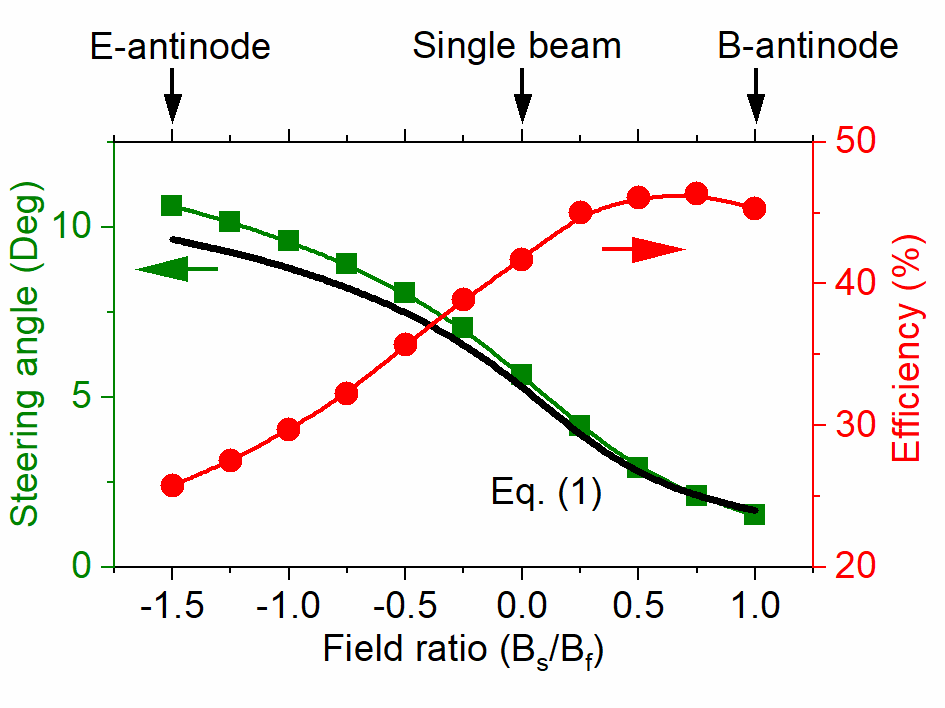 E-antinode Single beam B-antinode
Steering angle (Deg)
10
5
0
50
40
30
20
Efficiency (%)
Eq. (1)
-1.5 -1.0 -0.5 0.0 0.5 1.0
Field ratio (Bs/Bf)